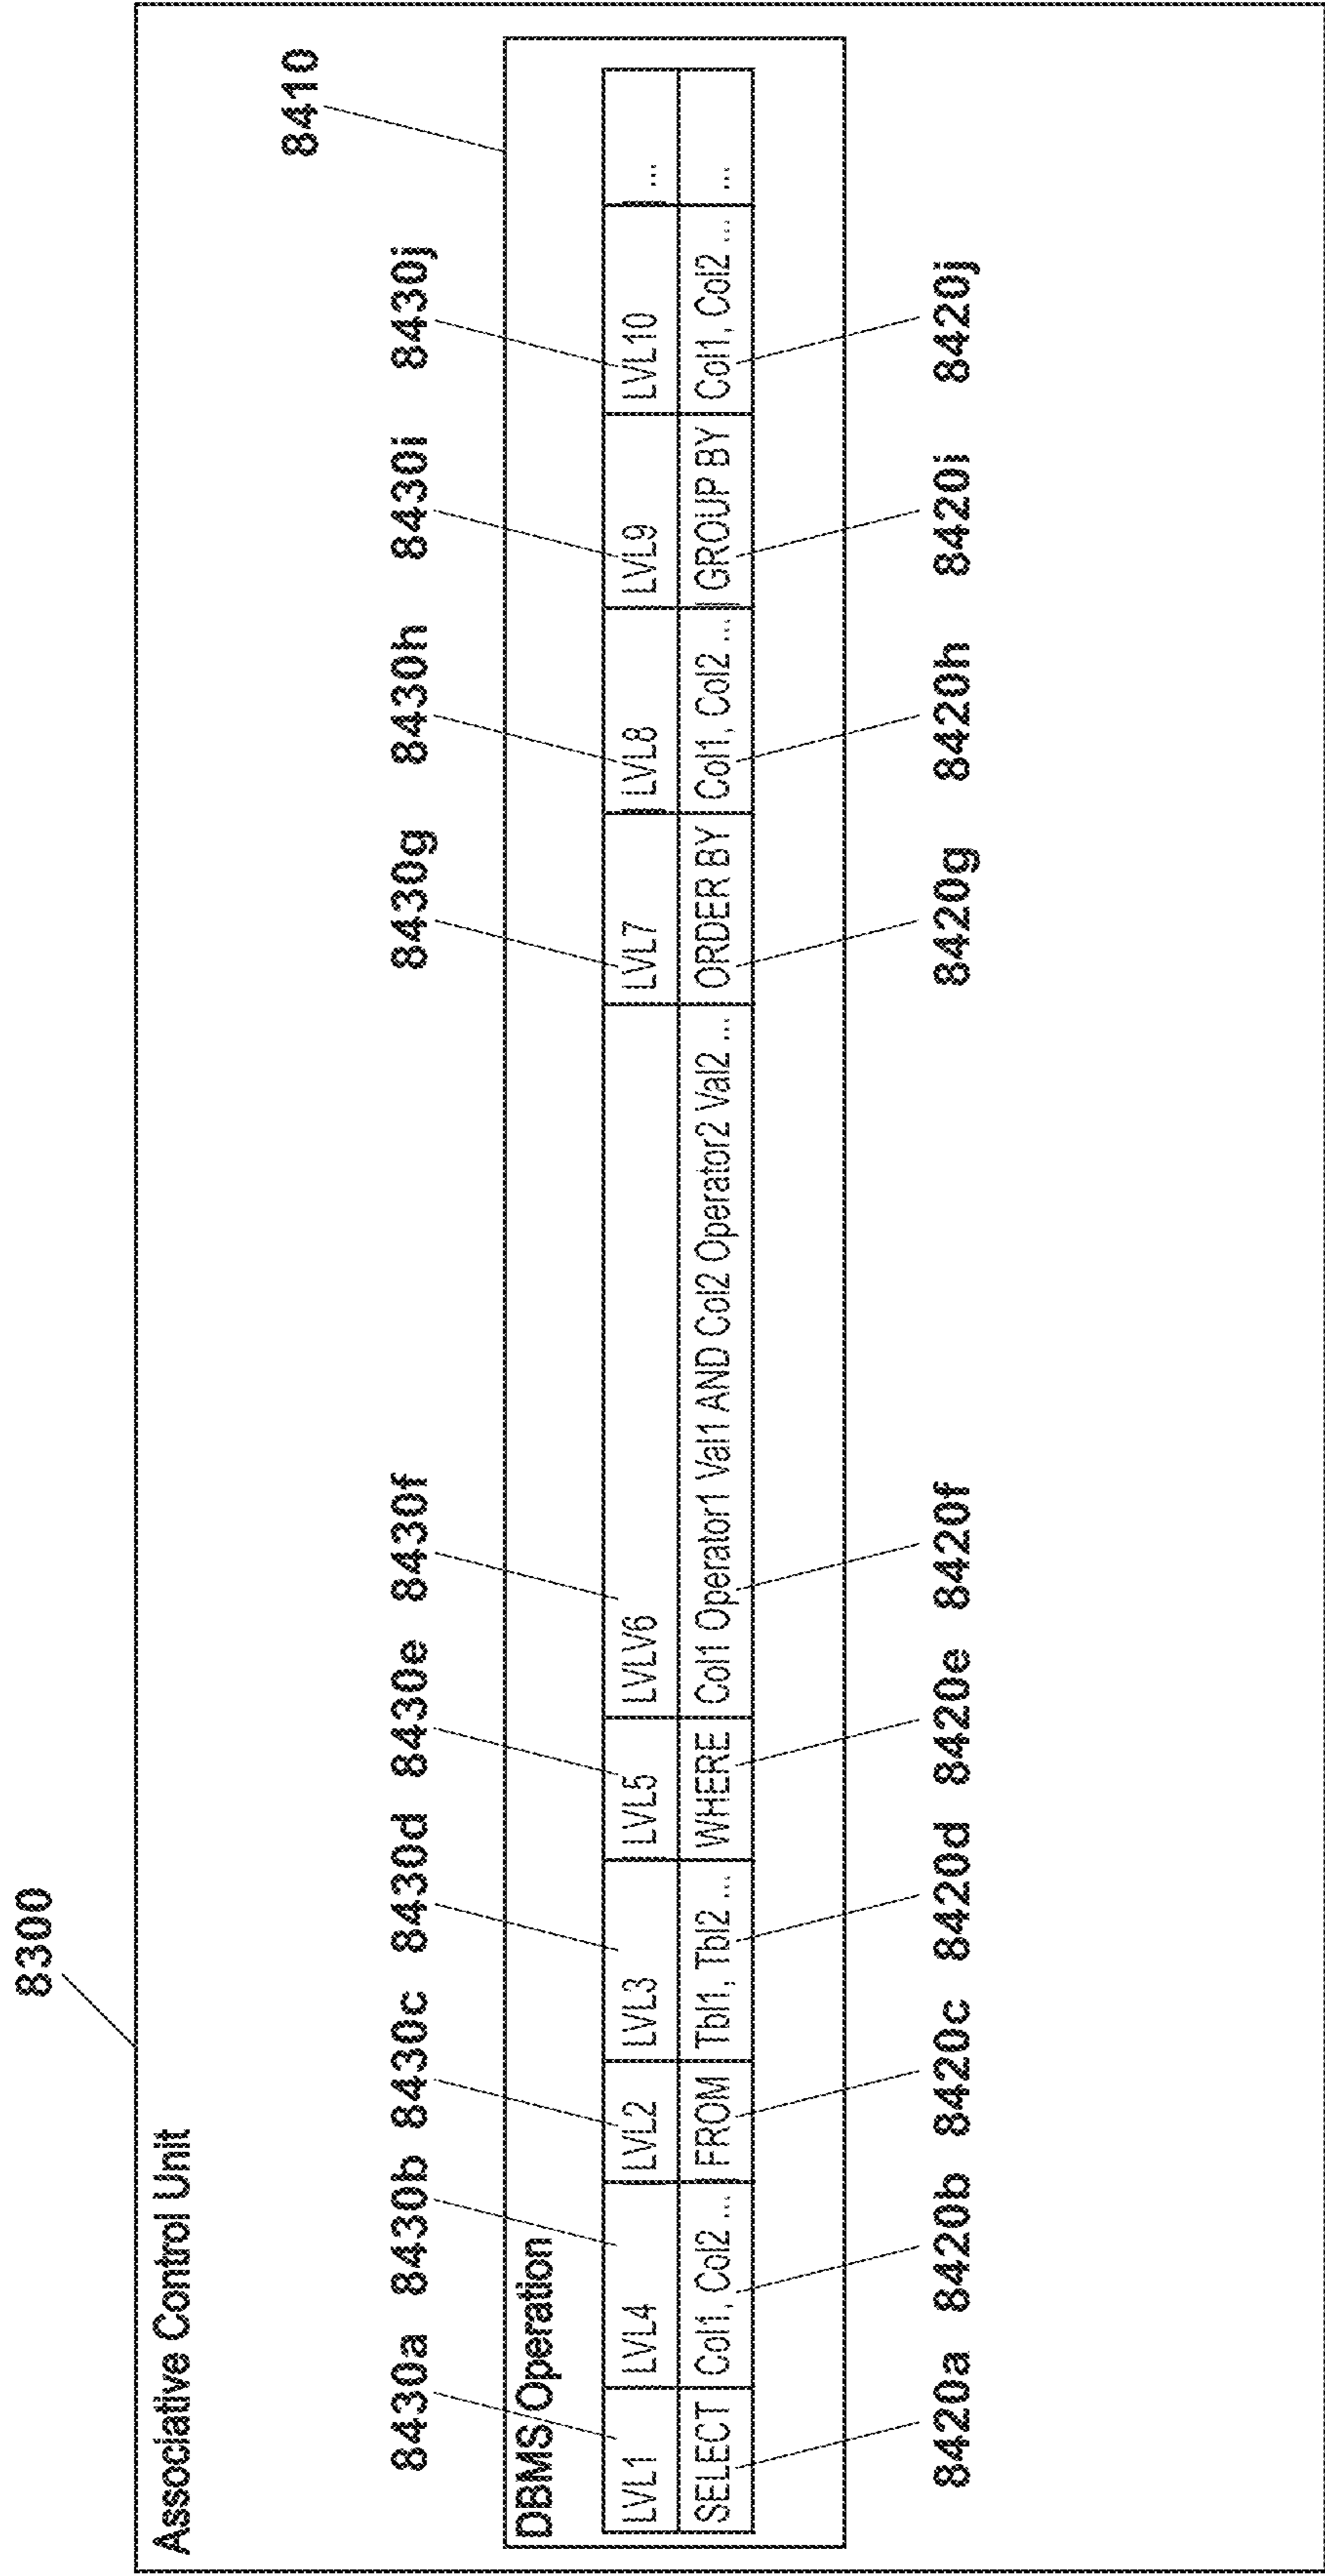 8300
Associative Control Unit
8410
8430a 8430b 8430c 8430d 8430e 8430f 8430g 8430h 8430i 8430j
DBMS Operation
LVL1 LVL4 LVL2 LVL3 LVL5 LVLV6 LVL7 LVL8 LVL9 LVL10 ...
SELECT Col1, Col2 ... FROM Tbl1, Tbl2 ... WHERE Col1 Operator1 Val1 AND Col2 Operator2 Val2 ... ORDER BY Col1, Col2 ... GROUP BY Col1, Col2 ... ...
8420a 8420b 8420c 8420d 8420e 8420f 8420g 8420h 8420i 8420j